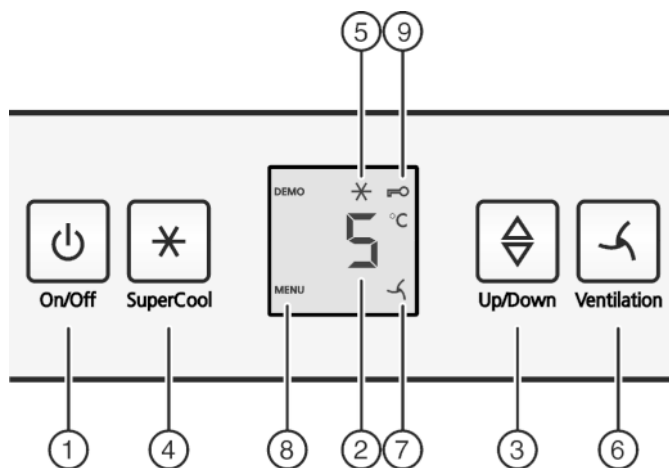 5 9
DEMO
°C
5
MENU
On/Off SuperCool Up/Down Ventilation
1 4 8 2 7 3 6